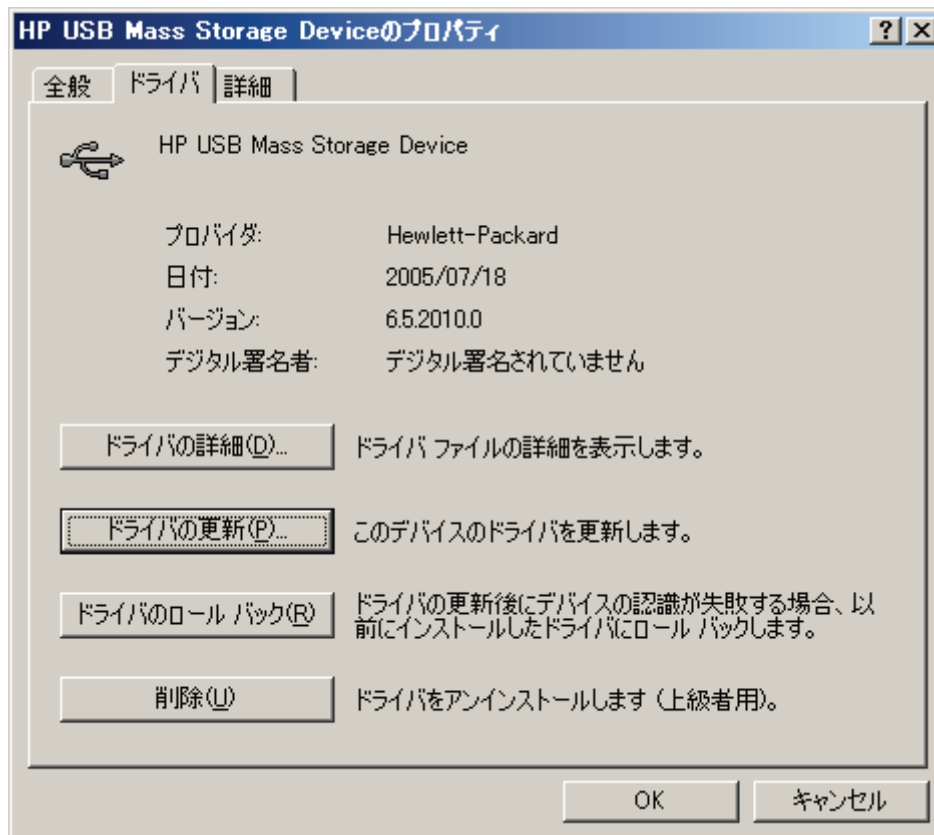 HP USB Mass Storage Deviceのプロパティ
全般 ドライバ 詳細
HP USB Mass Storage Device
プロバイダ: Hewlett-Packard
日付: 2005/07/18
バージョン: 6.5.2010.0
デジタル署名者: デジタル署名されていません
ドライバの詳細(D)... ドライバ ファイルの詳細を表示します。
ドライバの更新(P)... このデバイスのドライバを更新します。
ドライバのロール バック(R) ドライバの更新後にデバイスの認識が失敗する場合、以
前にインストールしたドライバにロール バックします。
削除(U) ドライバをアンインストールします (上級者用)。
OK キャンセル